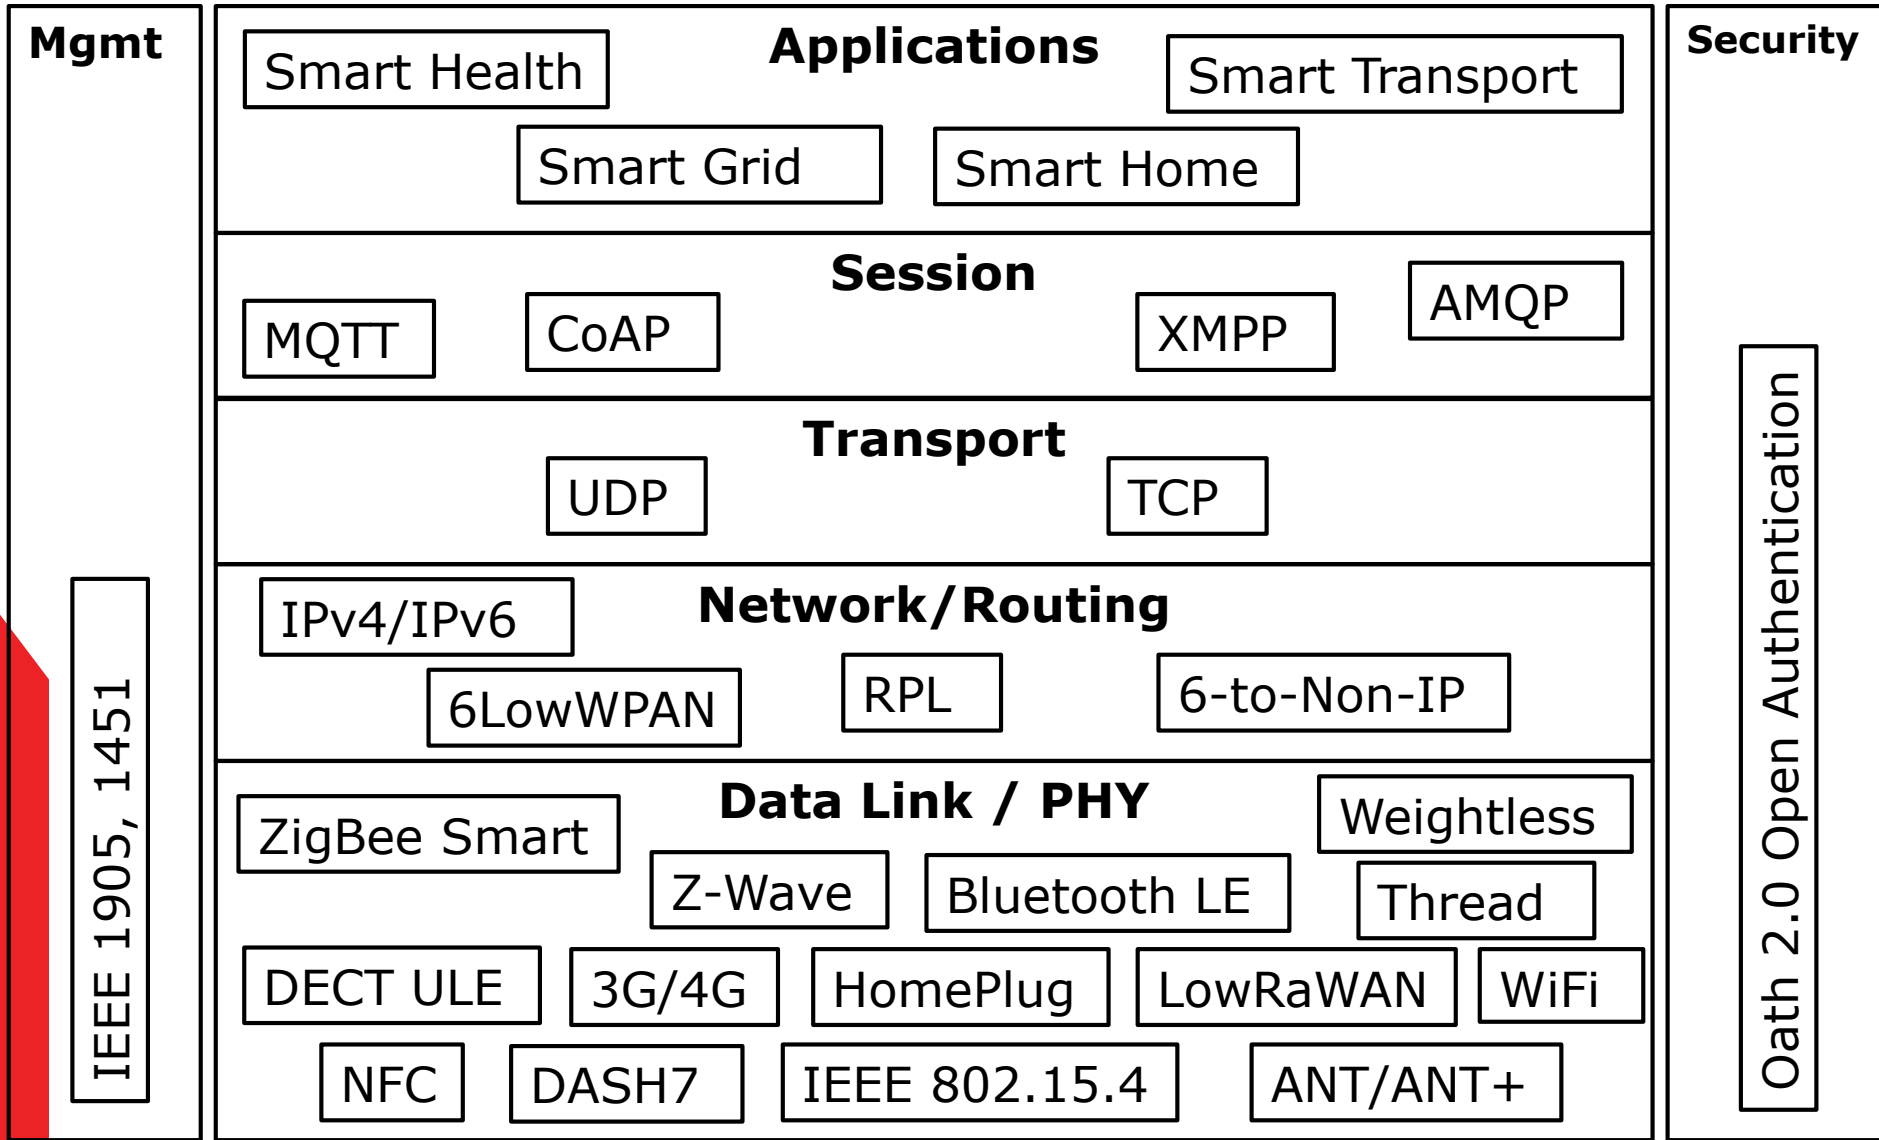 Mgmt
IEEE 1905, 1451
Applications
Smart Health
Smart Transport
Smart Grid
Smart Home
Session
MQTT
CoAP
XMPP
AMQP
Transport
UDP
TCP
Network/Routing
IPv4/IPv6
6LowWPAN
RPL
6-to-Non-IP
Data Link / PHY
ZigBee Smart
Weightless
Z-Wave
Bluetooth LE
Thread
DECT ULE
3G/4G
HomePlug
LowRaWAN
WiFi
NFC
DASH7
IEEE 802.15.4
ANT/ANT+
Security
Oath 2.0 Open Authentication